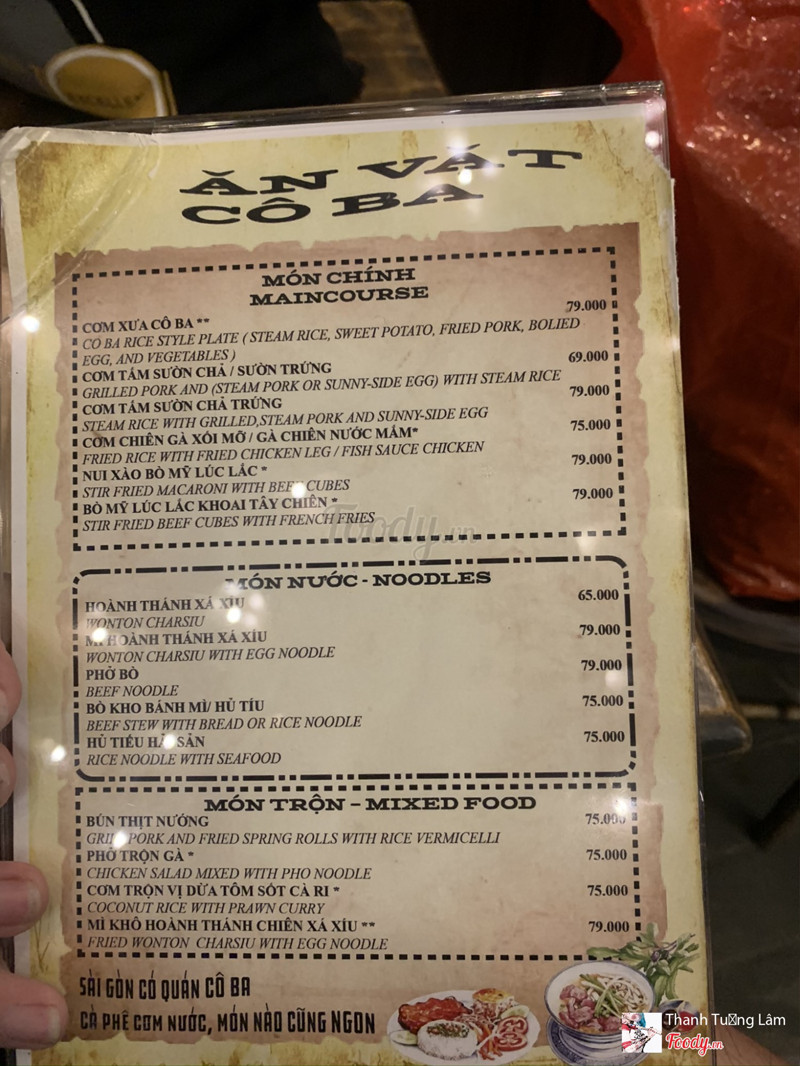 ĂN VẶT
CÔ BA
MÓN CHÍNH
MAINCOURSE
CƠM XƯA CÔ BA ** 79.000
CO BA RICE STYLE PLATE ( STEAM RICE, SWEET POTATO, FRIED PORK, BOLIED
EGG, AND VEGETABLES )
CƠM TẤM SƯỜN CHẢ / SƯỜN TRỨNG 69.000
GRILLED PORK AND (STEAM PORK OR SUNNY-SIDE EGG) WITH STEAM RICE
CƠM TẤM SƯỜN CHẢ TRỨNG 79.000
STEAM RICE WITH GRILLED,STEAM PORK AND SUNNY-SIDE EGG
CƠM CHIÊN GÀ XỐI MỠ / GÀ CHIÊN NƯỚC MẮM* 75.000
FRIED RICE WITH FRIED CHICKEN LEG / FISH SAUCE CHICKEN
NUI XÀO BÒ MỸ LÚC LẮC * 79.000
STIR FRIED MACARONI WITH BEEF CUBES
BÒ MỸ LÚC LẮC KHOAI TÂY CHIÊN * 79.000
STIR FRIED BEEF CUBES WITH FRENCH FRIES
Foody.vn
MÓN NƯỚC - NOODLES
HOÀNH THÁNH XÁ XÍU 65.000
WONTON CHARSIU
MÌ HOÀNH THÁNH XÁ XÍU 79.000
WONTON CHARSIU WITH EGG NOODLE
PHỞ BÒ 79.000
BEEF NOODLE
BÒ KHO BÁNH MÌ/ HỦ TÍU 75.000
BEEF STEW WITH BREAD OR RICE NOODLE
HỦ TIẾU HẢI SẢN 75.000
RICE NOODLE WITH SEAFOOD
MÓN TRỘN - MIXED FOOD
BÚN THỊT NƯỚNG 75.000
GRILL PORK AND FRIED SPRING ROLLS WITH RICE VERMICELLI
PHỞ TRỘN GÀ * 75.000
CHICKEN SALAD MIXED WITH PHO NOODLE
CƠM TRỘN VỊ DỪA TÔM SỐT CÀ RI * 75.000
COCONUT RICE WITH PRAWN CURRY
MÌ KHÔ HOÀNH THÁNH CHIÊN XÁ XÍU ** 79.000
FRIED WONTON CHARSIU WITH EGG NOODLE
SÀI GÒN CÓ QUÁN CÔ BA
CÀ PHÊ CƠM NƯỚC, MÓN NÀO CŨNG NGON
Thanh Tường Lâm
Foody.vn